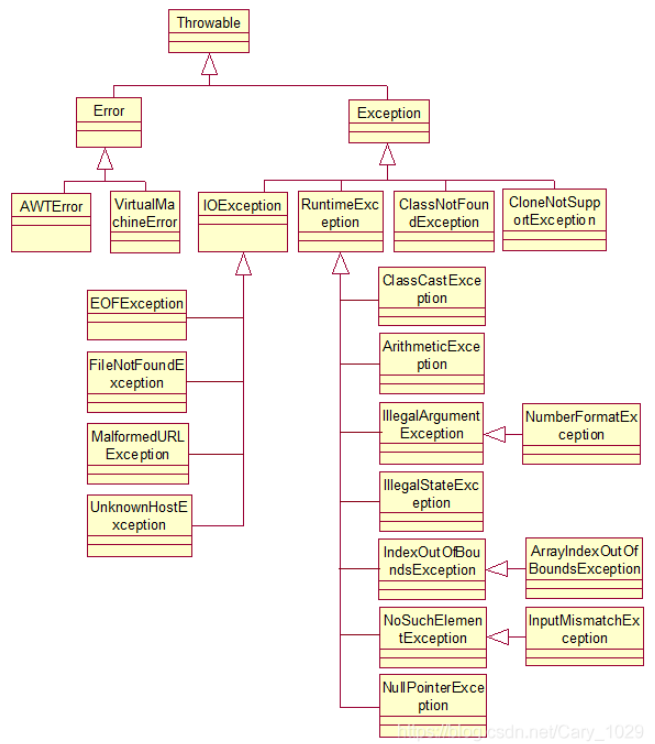 Throwable
Error
Exception
AWTError
VirtualMa
chineError
IOException
RuntimeExc
eption
ClassNotFoun
dException
CloneNotSupp
ortException
EOFException
FileNotFoundE
xception
MalformedURL
Exception
UnknownHostE
xception
ClassCastExce
ption
ArithmeticExce
ption
IllegalArgument
Exception
NumberFormatEx
ception
IllegalStateExc
eption
IndexOutOfBou
ndsException
ArrayIndexOutOf
BoundsException
NoSuchElemen
tException
InputMismatchEx
ception
NullPointerExce
ption
https://blog.csdn.net/Cary_1029